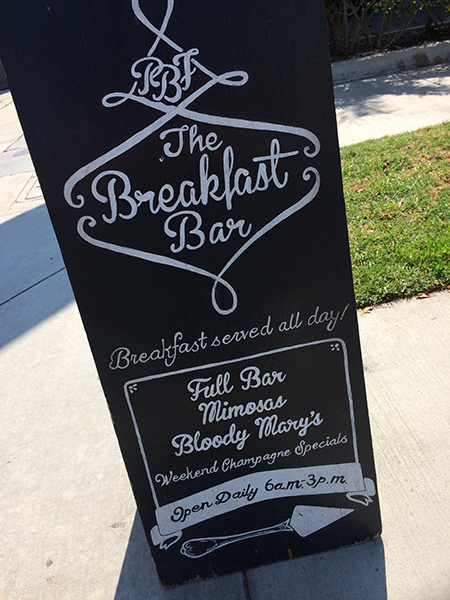 The
Breakfast
Bar
Breakfast served all day!
Full Bar
Mimosas
Bloody Mary's
Weekend Champagne Specials
Open Daily 6a.m.-3p.m.